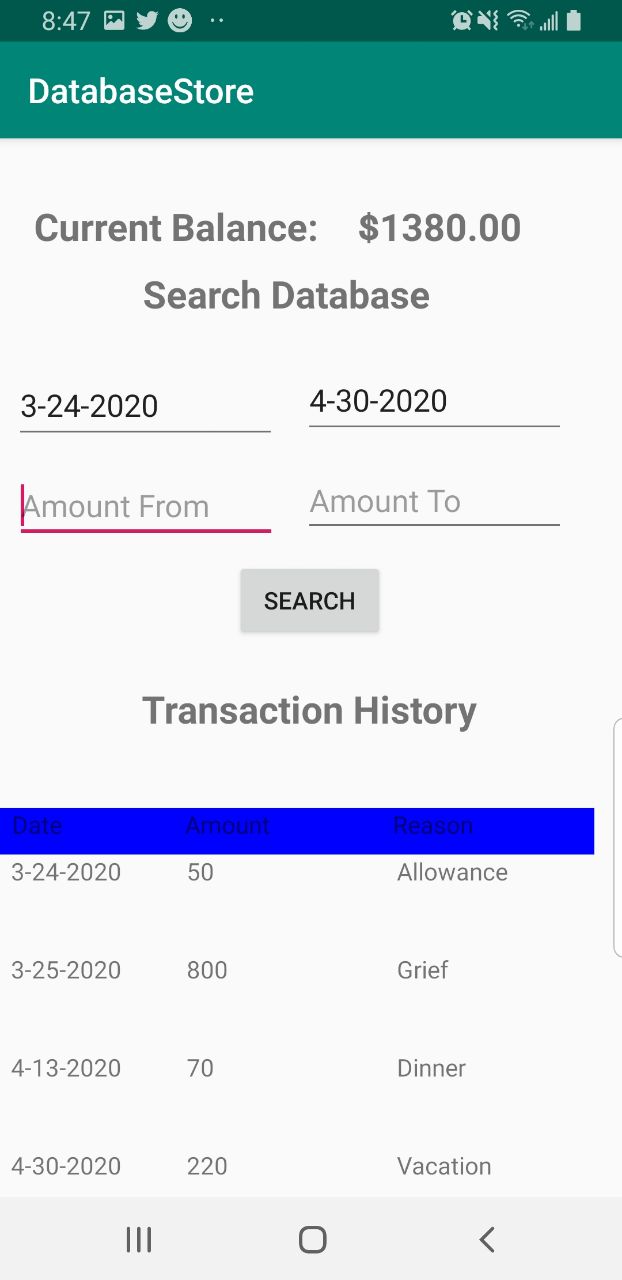 8:47
DatabaseStore
Current Balance: $1380.00
Search Database
3-24-2020 4-30-2020
Amount From Amount To
SEARCH
Transaction History
Date Amount Reason
3-24-2020 50 Allowance
3-25-2020 800 Grief
4-13-2020 70 Dinner
4-30-2020 220 Vacation